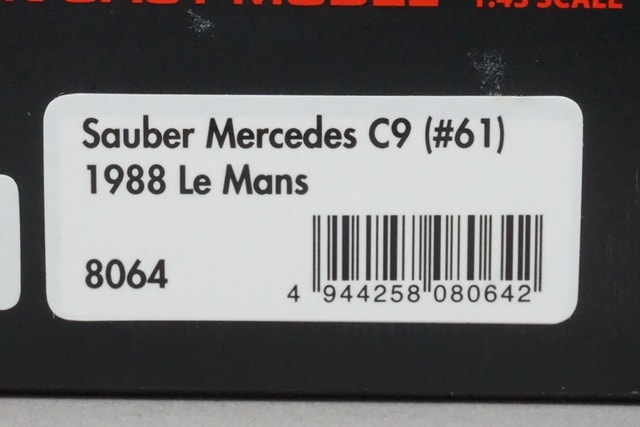 1:43 SCALE
Sauber Mercedes C9 (#61)
1988 Le Mans
8064
4 944258 080642